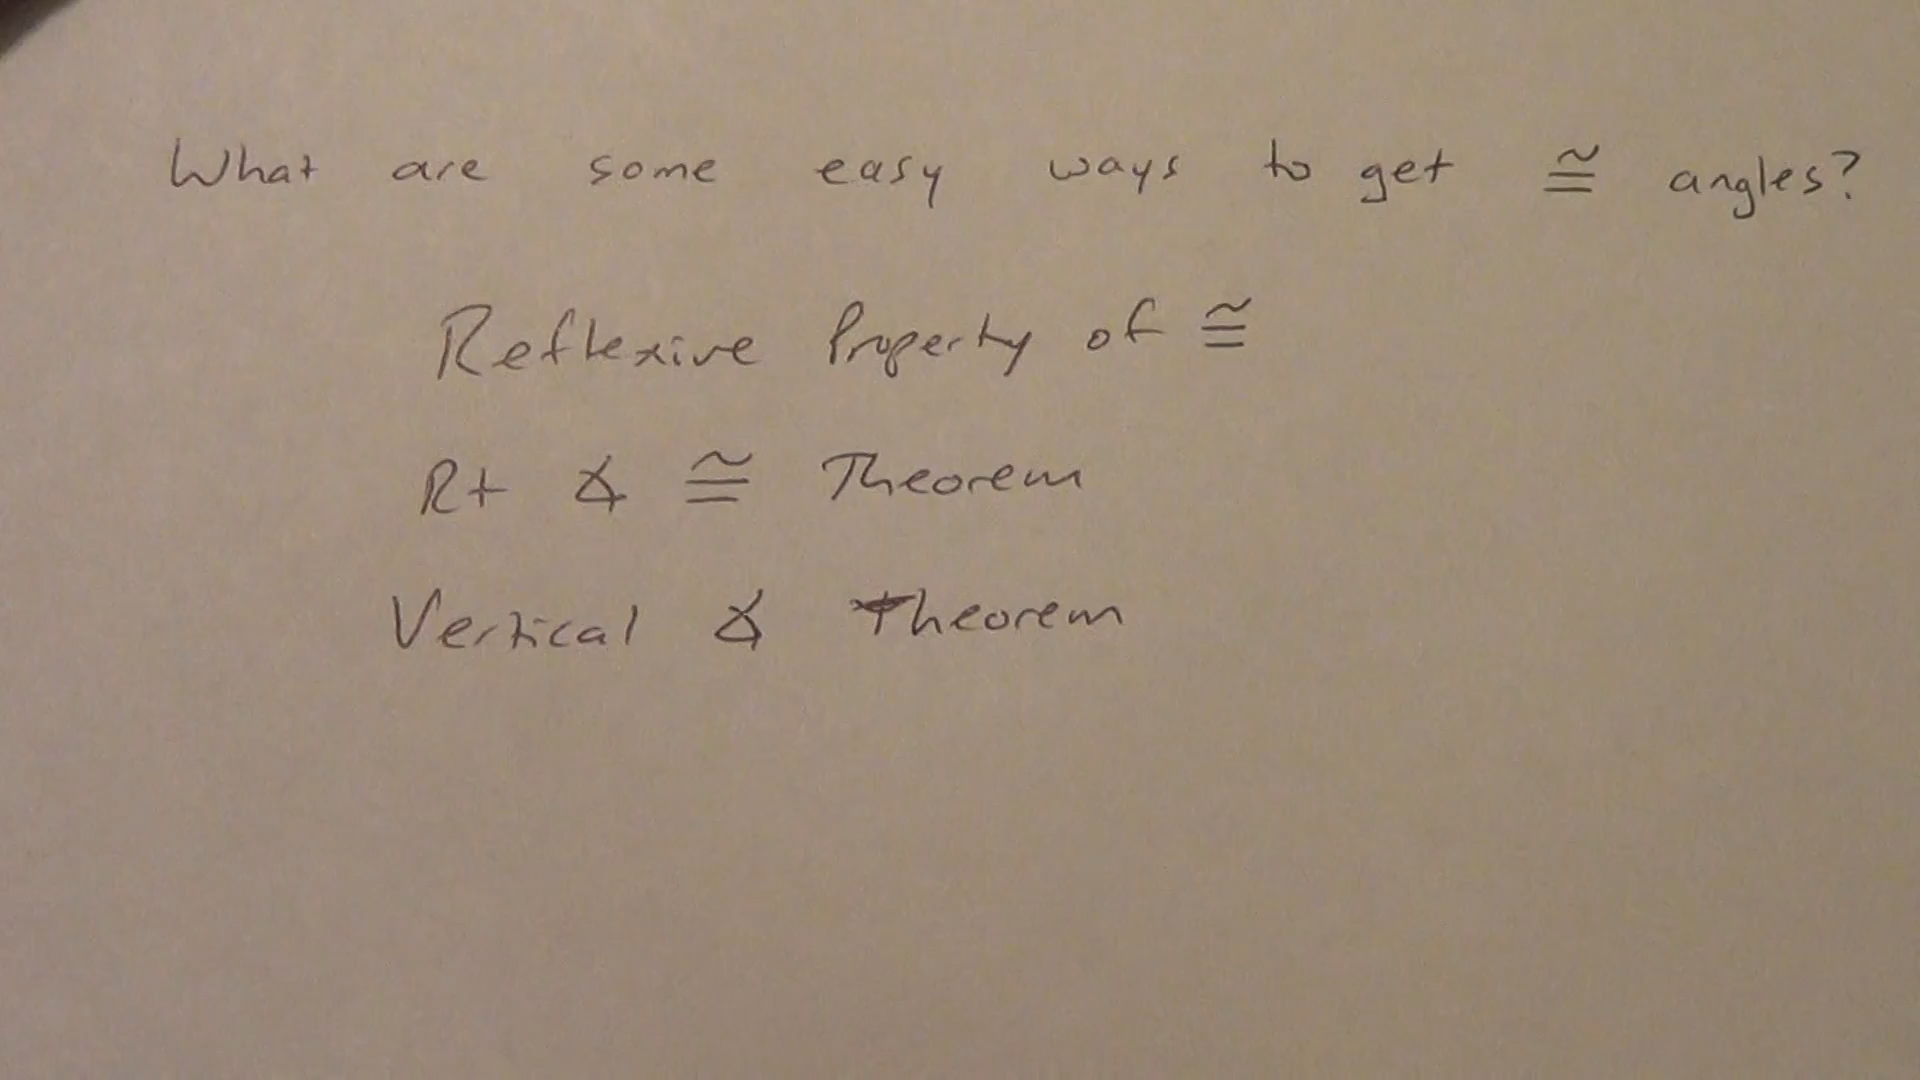 What are some easy ways to get ≅ angles?
Reflexive Property of ≅
Rt ∡ ≅ Theorem
Vertical ∡ Theorem